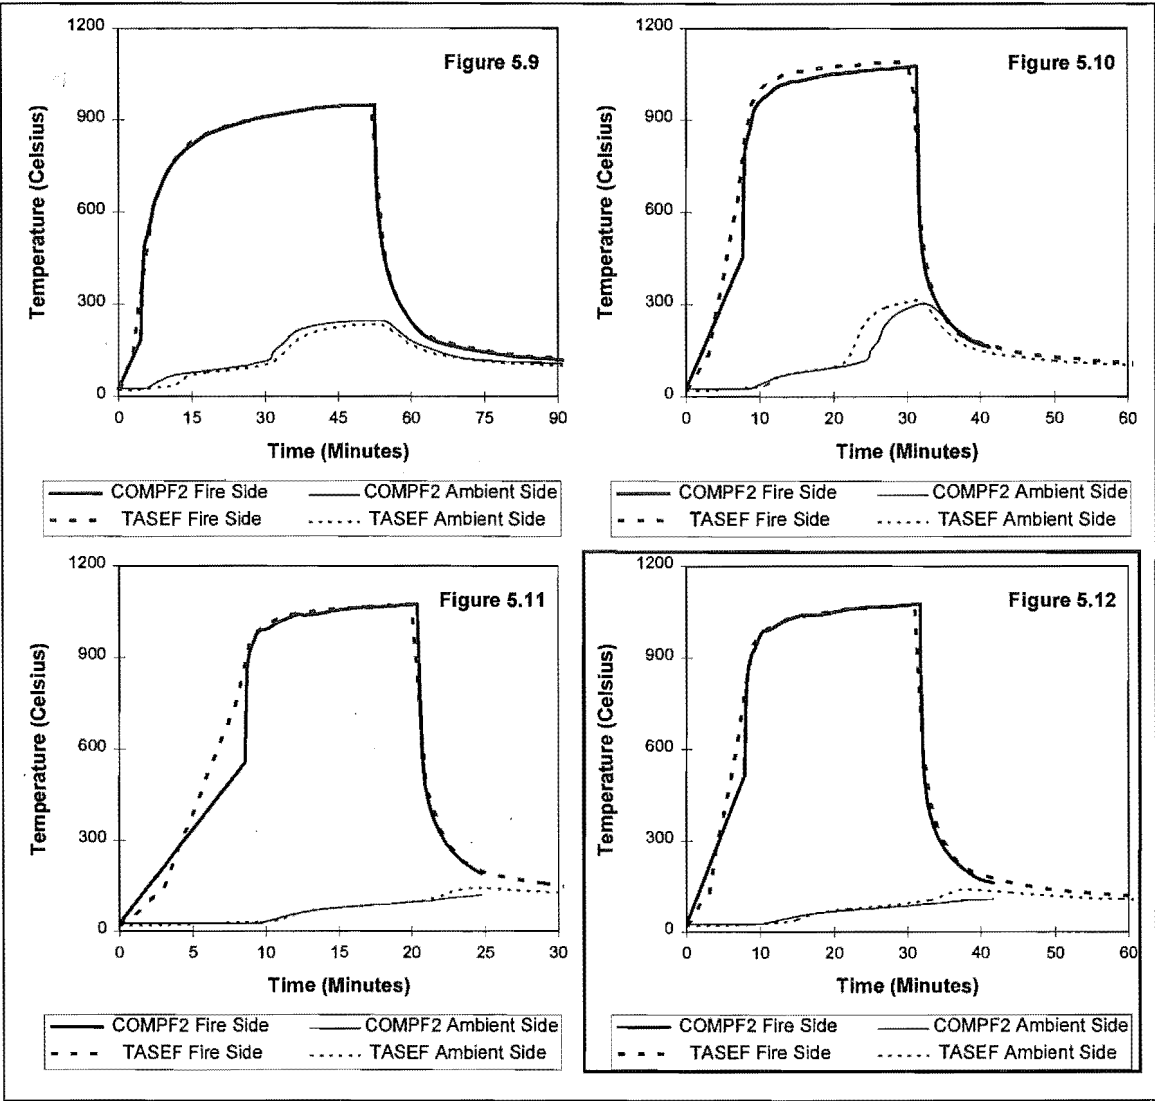 Figure 5.9
Temperature (Celsius)
1200
900
600
300
0
0 15 30 45 60 75 90
Time (Minutes)
COMPF2 Fire Side COMPF2 Ambient Side
TASEF Fire Side TASEF Ambient Side
Figure 5.10
Temperature (Celsius)
1200
900
600
300
0
0 10 20 30 40 50 60
Time (Minutes)
COMPF2 Fire Side COMPF2 Ambient Side
TASEF Fire Side TASEF Ambient Side
Figure 5.11
Temperature (Celsius)
1200
900
600
300
0
0 5 10 15 20 25 30
Time (Minutes)
COMPF2 Fire Side COMPF2 Ambient Side
TASEF Fire Side TASEF Ambient Side
Figure 5.12
Temperature (Celsius)
1200
900
600
300
0
0 10 20 30 40 50 60
Time (Minutes)
COMPF2 Fire Side COMPF2 Ambient Side
TASEF Fire Side TASEF Ambient Side